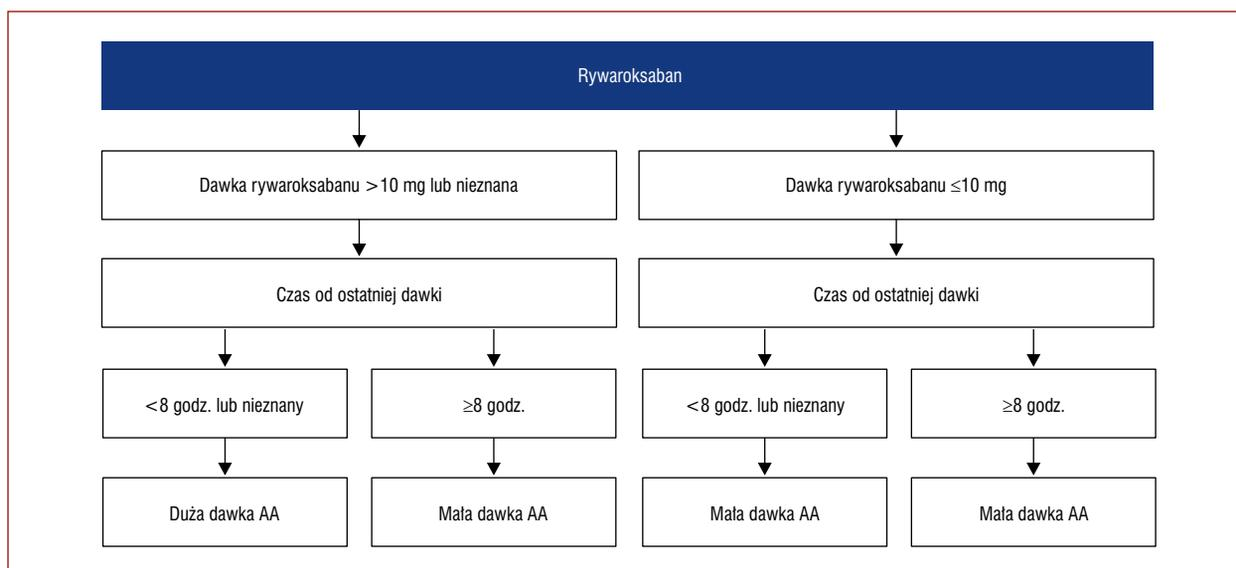 Rywaroksaban
Dawka rywaroksabanu >10 mg lub nieznana
Dawka rywaroksabanu ≤10 mg
Czas od ostatniej dawki
Czas od ostatniej dawki
<8 godz. lub nieznany
≥8 godz.
<8 godz. lub nieznany
≥8 godz.
Duża dawka AA
Mała dawka AA
Mała dawka AA
Mała dawka AA